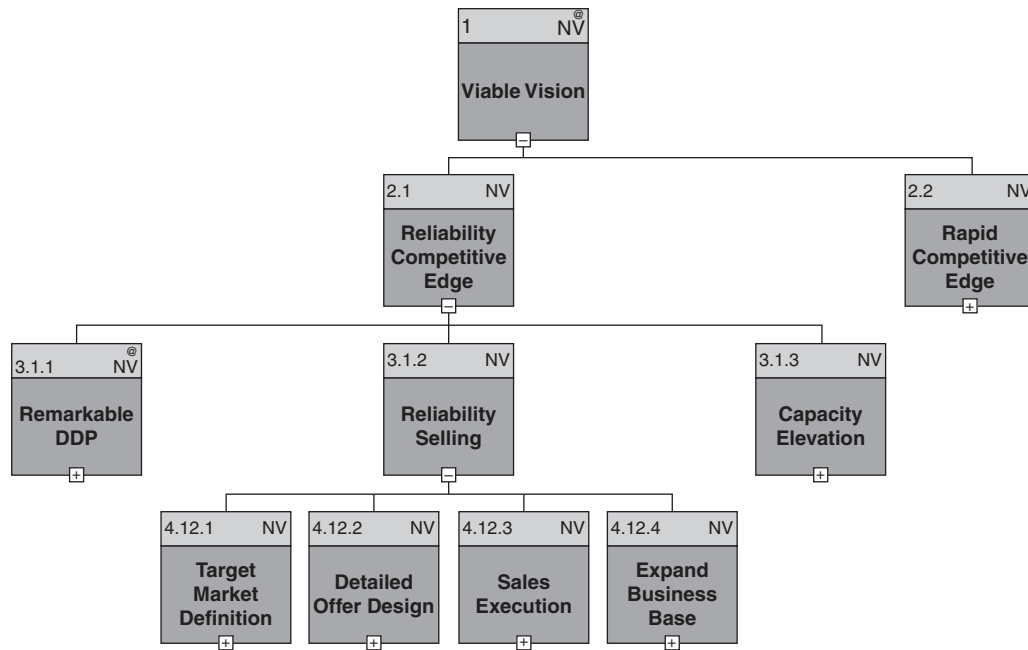 @
1 NV
Viable Vision
−
2.1 NV
Reliability
Competitive
Edge
−
2.2 NV
Rapid
Competitive
Edge
+
@
3.1.1 NV
Remarkable
DDP
+
3.1.2 NV
Reliability
Selling
−
3.1.3 NV
Capacity
Elevation
+
4.12.1 NV
Target
Market
Definition
+
4.12.2 NV
Detailed
Offer Design
+
4.12.3 NV
Sales
Execution
+
4.12.4 NV
Expand
Business
Base
+